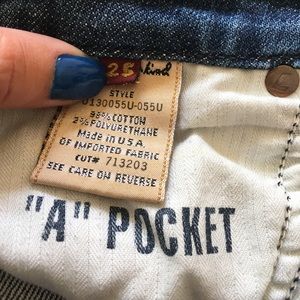 25
kind
STYLE
U130055U-055U
98% COTTON
2% POLYURETHANE
MADE IN U.S.A.
OF IMPORTED FABRIC
CUT# 713203
SEE CARE ON REVERSE
"A" POCKET